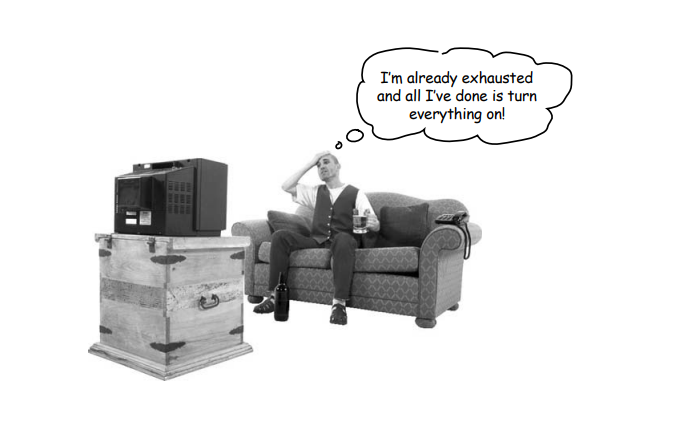 I'm already exhausted
and all I've done is turn
everything on!